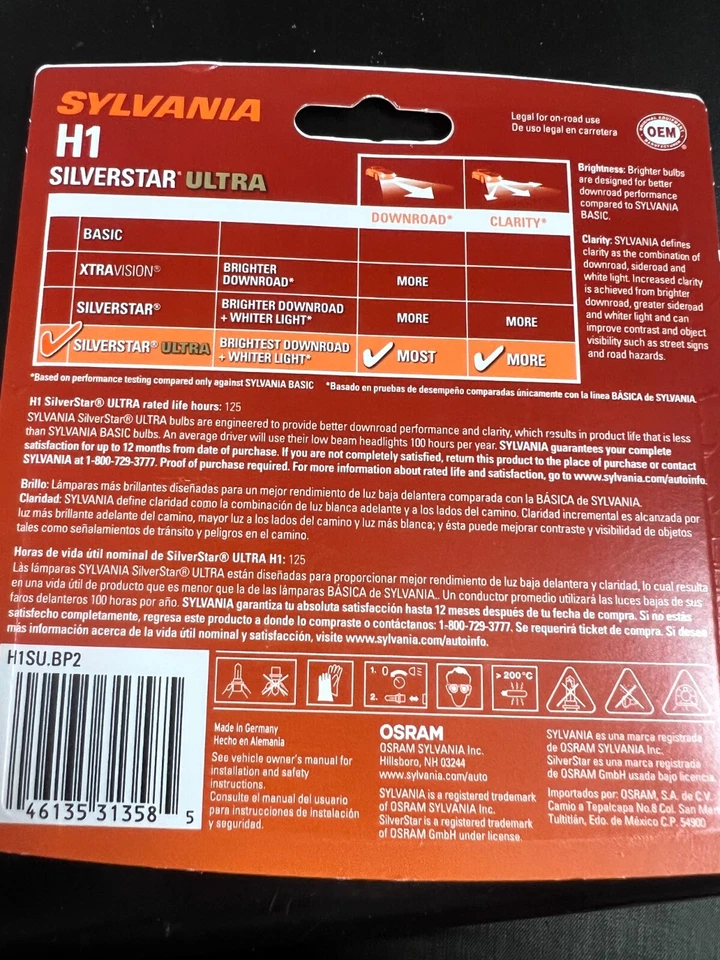 SYLVANIA
H1
SILVERSTAR® ULTRA
Legal for on-road use
De uso legal en carretera
ORIGINAL EQUIPMENT
OEM
MANUFACTURER
DOWNROAD* CLARITY*
BASIC
XTRAVISION® BRIGHTER DOWNROAD* MORE
SILVERSTAR® BRIGHTER DOWNROAD + WHITER LIGHT* MORE MORE
SILVERSTAR® ULTRA BRIGHTEST DOWNROAD + WHITER LIGHT* MOST MORE
Brightness: Brighter bulbs
are designed for better
downroad performance
compared to SYLVANIA
BASIC.
Clarity: SYLVANIA defines
clarity as the combination of
downroad, sideroad and
white light. Increased clarity
is achieved from brighter
downroad, greater sideroad
and whiter light and can
improve contrast and object
visibility such as street signs
and road hazards.
*Based on performance testing compared only against SYLVANIA BASIC *Basado en pruebas de desempeño comparadas únicamente con la línea BÁSICA de SYLVANIA.
H1 SilverStar® ULTRA rated life hours: 125
SYLVANIA SilverStar® ULTRA bulbs are engineered to provide better downroad performance and clarity, which results in product life that is less
than SYLVANIA BASIC bulbs. An average driver will use their low beam headlights 100 hours per year. SYLVANIA guarantees your complete
satisfaction for up to 12 months from date of purchase. If you are not completely satisfied, return this product to the place of purchase or contact
SYLVANIA at 1-800-729-3777. Proof of purchase required. For more information about rated life and satisfaction, go to www.sylvania.com/autoinfo.
Brillo: Lámparas más brillantes diseñadas para un mejor rendimiento de luz baja delantera comparada con la BÁSICA de SYLVANIA.
Claridad: SYLVANIA define claridad como la combinación de luz blanca adelante y a los lados del camino. Claridad incremental es alcanzada por
luz más brillante adelante del camino, mayor luz a los lados del camino y luz más blanca; y ésta puede mejorar contraste y visibilidad de objetos
tales como señalamientos de tránsito y peligros en el camino.
Horas de vida útil nominal de SilverStar® ULTRA H1: 125
Las lámparas SYLVANIA SilverStar® ULTRA están diseñadas para proporcionar mejor rendimiento de luz baja delantera y claridad, lo cual resulta
en una vida útil de producto que es menor que la de las lámparas BÁSICA de SYLVANIA.. Un conductor promedio utilizará las luces bajas de sus
faros delanteros 100 horas por año. SYLVANIA garantiza tu absoluta satisfacción hasta 12 meses después de tu fecha de compra. Si no estás
satisfecho completamente, regresa este producto a donde lo compraste o contáctanos: 1-800-729-3777. Se requerirá ticket de compra. Si desea
más información acerca de la vida útil nominal y satisfacción, visite www.sylvania.com/autoinfo.
H1SU.BP2
1. 0
2.
> 200°C
46135 31358 5
Made in Germany
Hecho en Alemania
See vehicle owner's manual for
installation and safety
instructions.
Consulte el manual del usuario
para instrucciones de instalación
y seguridad.
OSRAM
OSRAM SYLVANIA Inc.
Hillsboro, NH 03244
www.sylvania.com/auto
SYLVANIA is a registered trademark
of OSRAM SYLVANIA Inc.
SilverStar is a registered trademark
of OSRAM GmbH under license.
SYLVANIA es una marca registrada
de OSRAM SYLVANIA Inc.
SilverStar es una marca registrada
de OSRAM GmbH usada bajo licencia
Importados por: OSRAM, S.A. de C.V.
Camio a Tepalcapa No.8 Col. San Ma
Tultitlán, Edo. de México C.P. 54900